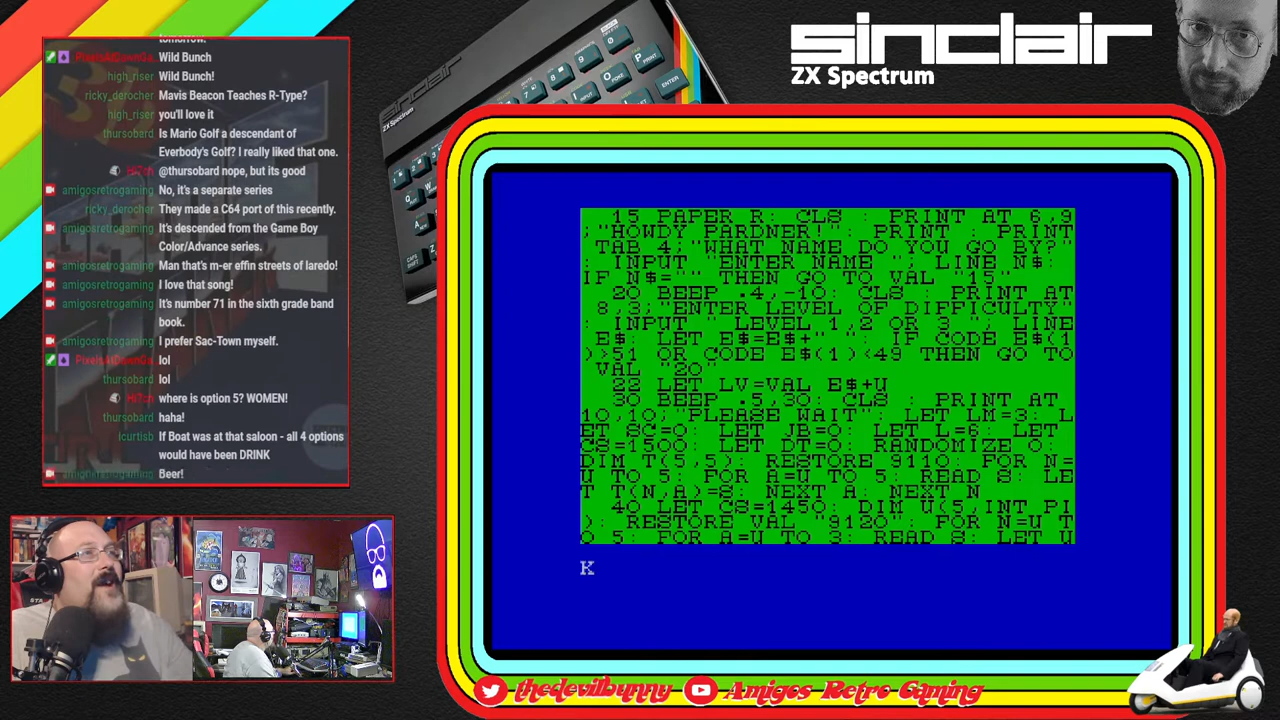 tomorrow.
Wild Bunch
high_riser Wild Bunch!
ricky_derocher Mavis Beacon Teaches R-Type?
high_riser you'll love it
thursobard Is Mario Golf a descendant of
Everbody's Golf? I really liked that one.
Hi7ch @thursobard nope, but its good
amigosretrogaming No, it's a separate series
ricky_derocher They made a C64 port of this recently.
amigosretrogaming It's descended from the Game Boy
Color/Advance series.
amigosretrogaming Man that's m-er effin streets of laredo!
amigosretrogaming I love that song!
amigosretrogaming It's number 71 in the sixth grade band
book.
amigosretrogaming I prefer Sac-Town myself.
lol
thursobard lol
Hi7ch where is option 5? WOMEN!
thursobard haha!
icurtisb If Boat was at that saloon - all 4 options
would have been DRINK
amigosretrogaming Beer!
sinclair
ZX Spectrum
sinclair
ZX Spectrum
PRINT
ENTER
15 PAPER R: CLS : PRINT AT 6,9
;"HOWDY PARDNER!": PRINT : PRINT
TAB 4;"WHAT NAME DO YOU GO BY?"
: INPUT "ENTER NAME "; LINE N$:
IF N$="" THEN GO TO VAL "15"
20 BEEP .4,-10: CLS : PRINT AT
8,3;"ENTER LEVEL OF DIFFICULTY"
: INPUT " LEVEL 1,2 OR 3 "; LINE
E$: LET E$=E$+" ": IF CODE E$(1
)>51 OR CODE E$(1)<49 THEN GO TO
VAL "20"
22 LET LV=VAL E$+U
30 BEEP .5,30: CLS : PRINT AT
10,10;"PLEASE WAIT": LET LM=3: L
ET SC=0: LET JB=0: LET L=6: LET
CS=1500: LET DT=0: RANDOMIZE 0:
DIM T(5,5): RESTORE 9110: FOR N=
U TO 5: FOR A=U TO 5: READ S: LE
T T(N,A)=S: NEXT A: NEXT N
40 LET CS=1450: DIM U(5,INT PI
): RESTORE VAL "9120": FOR N=U T
O 5: FOR A=U TO 3: READ S: LET U
K
thedevilbunny Amigos Retro Gaming